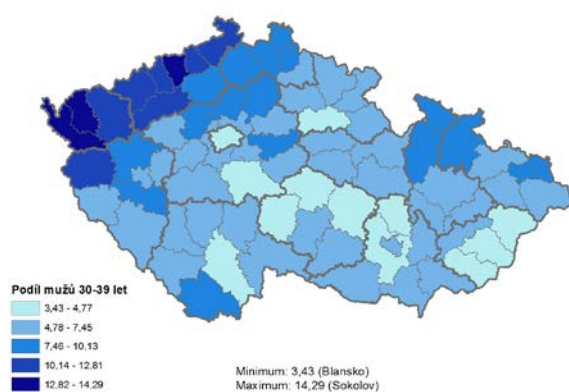 Podíl mužů 30-39 let
3,43 - 4,77
4,78 - 7,45
7,46 - 10,13
10,14 - 12,81
12,82 - 14,29
Minimum: 3,43 (Blansko)
Maximum: 14,29 (Sokolov)